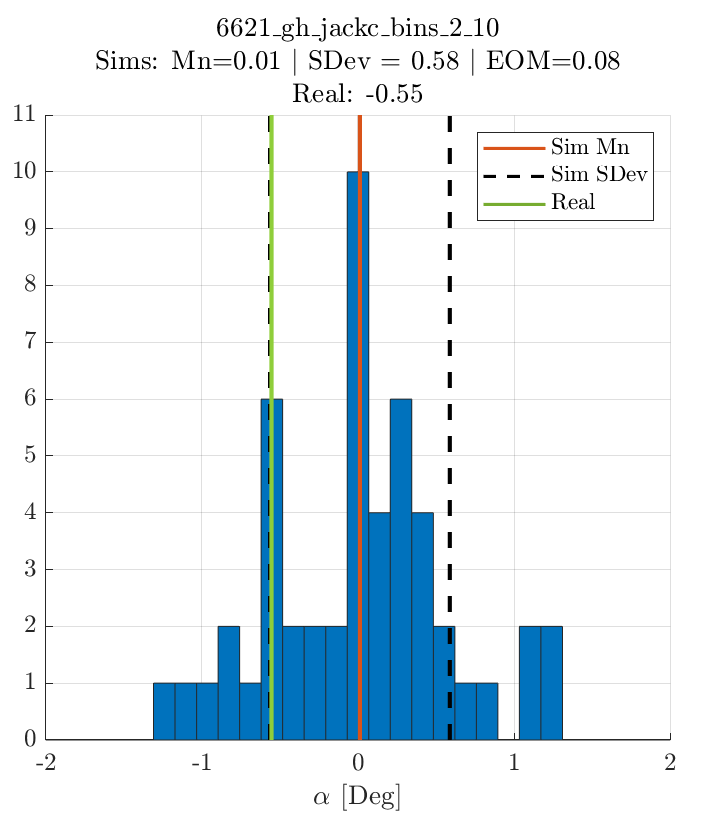 6621_gh_jackc_bins_2_10
Sims: Mn=0.01 | SDev = 0.58 | EOM=0.08
Real: -0.55
11
10
9
8
7
6
5
4
3
2
1
0
Sim Mn
Sim SDev
Real
-2 -1 0 1 2
α [Deg]